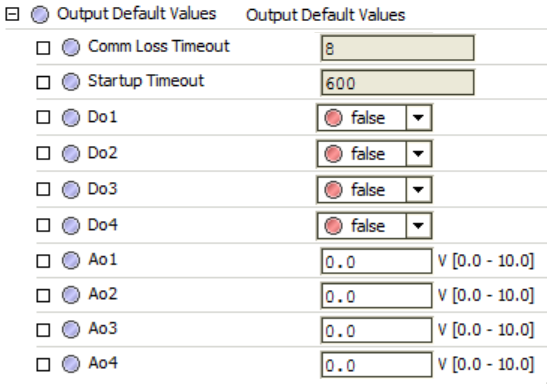 Output Default Values Output Default Values
Comm Loss Timeout 8
Startup Timeout 600
Do1 false
Do2 false
Do3 false
Do4 false
Ao1 0.0 V [0.0 - 10.0]
Ao2 0.0 V [0.0 - 10.0]
Ao3 0.0 V [0.0 - 10.0]
Ao4 0.0 V [0.0 - 10.0]